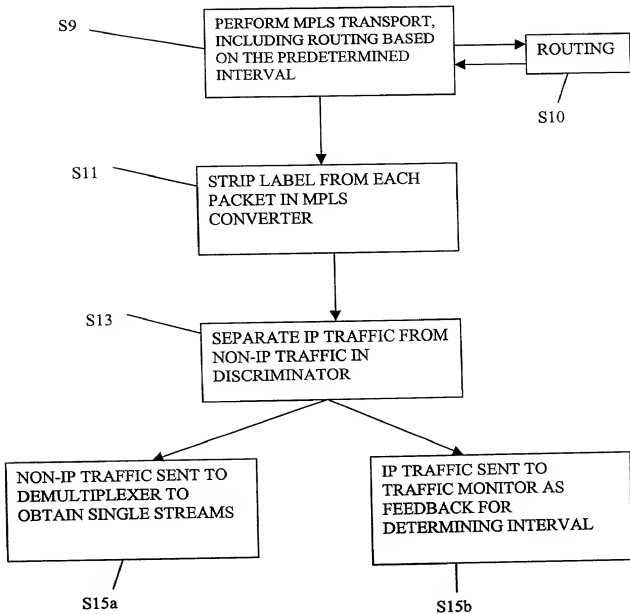 S9
PERFORM MPLS TRANSPORT,
INCLUDING ROUTING BASED
ON THE PREDETERMINED
INTERVAL
ROUTING
S10
S11
STRIP LABEL FROM EACH
PACKET IN MPLS
CONVERTER
S13
SEPARATE IP TRAFFIC FROM
NON-IP TRAFFIC IN
DISCRIMINATOR
NON-IP TRAFFIC SENT TO
DEMULTIPLEXER TO
OBTAIN SINGLE STREAMS
IP TRAFFIC SENT TO
TRAFFIC MONITOR AS
FEEDBACK FOR
DETERMINING INTERVAL
S15a
S15b